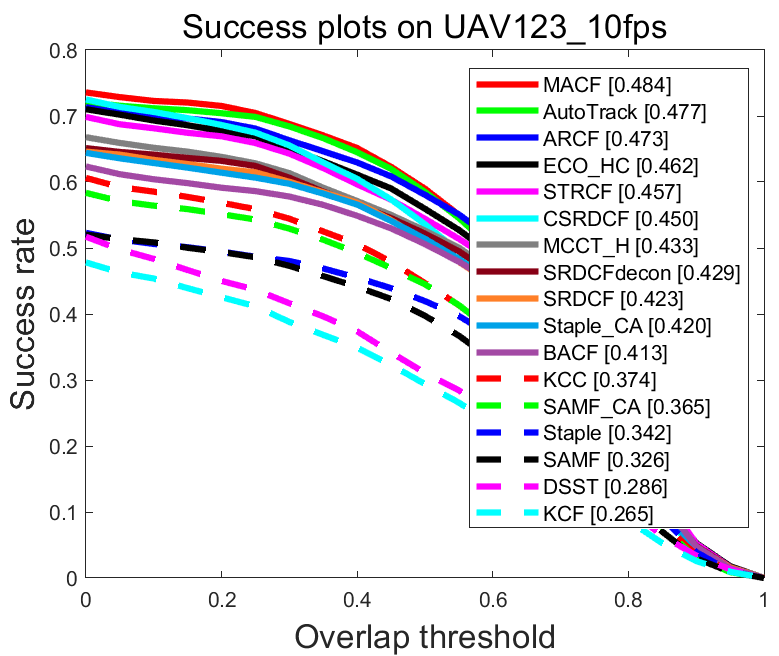 Success plots on UAV123_10fps
Success rate
0.8
0.7
0.6
0.5
0.4
0.3
0.2
0.1
0
MACF [0.484]
AutoTrack [0.477]
ARCF [0.473]
ECO_HC [0.462]
STRCF [0.457]
CSRDCF [0.450]
MCCT_H [0.433]
SRDCFdecon [0.429]
SRDCF [0.423]
Staple_CA [0.420]
BACF [0.413]
KCC [0.374]
SAMF_CA [0.365]
Staple [0.342]
SAMF [0.326]
DSST [0.286]
KCF [0.265]
0 0.2 0.4 0.6 0.8 1
Overlap threshold